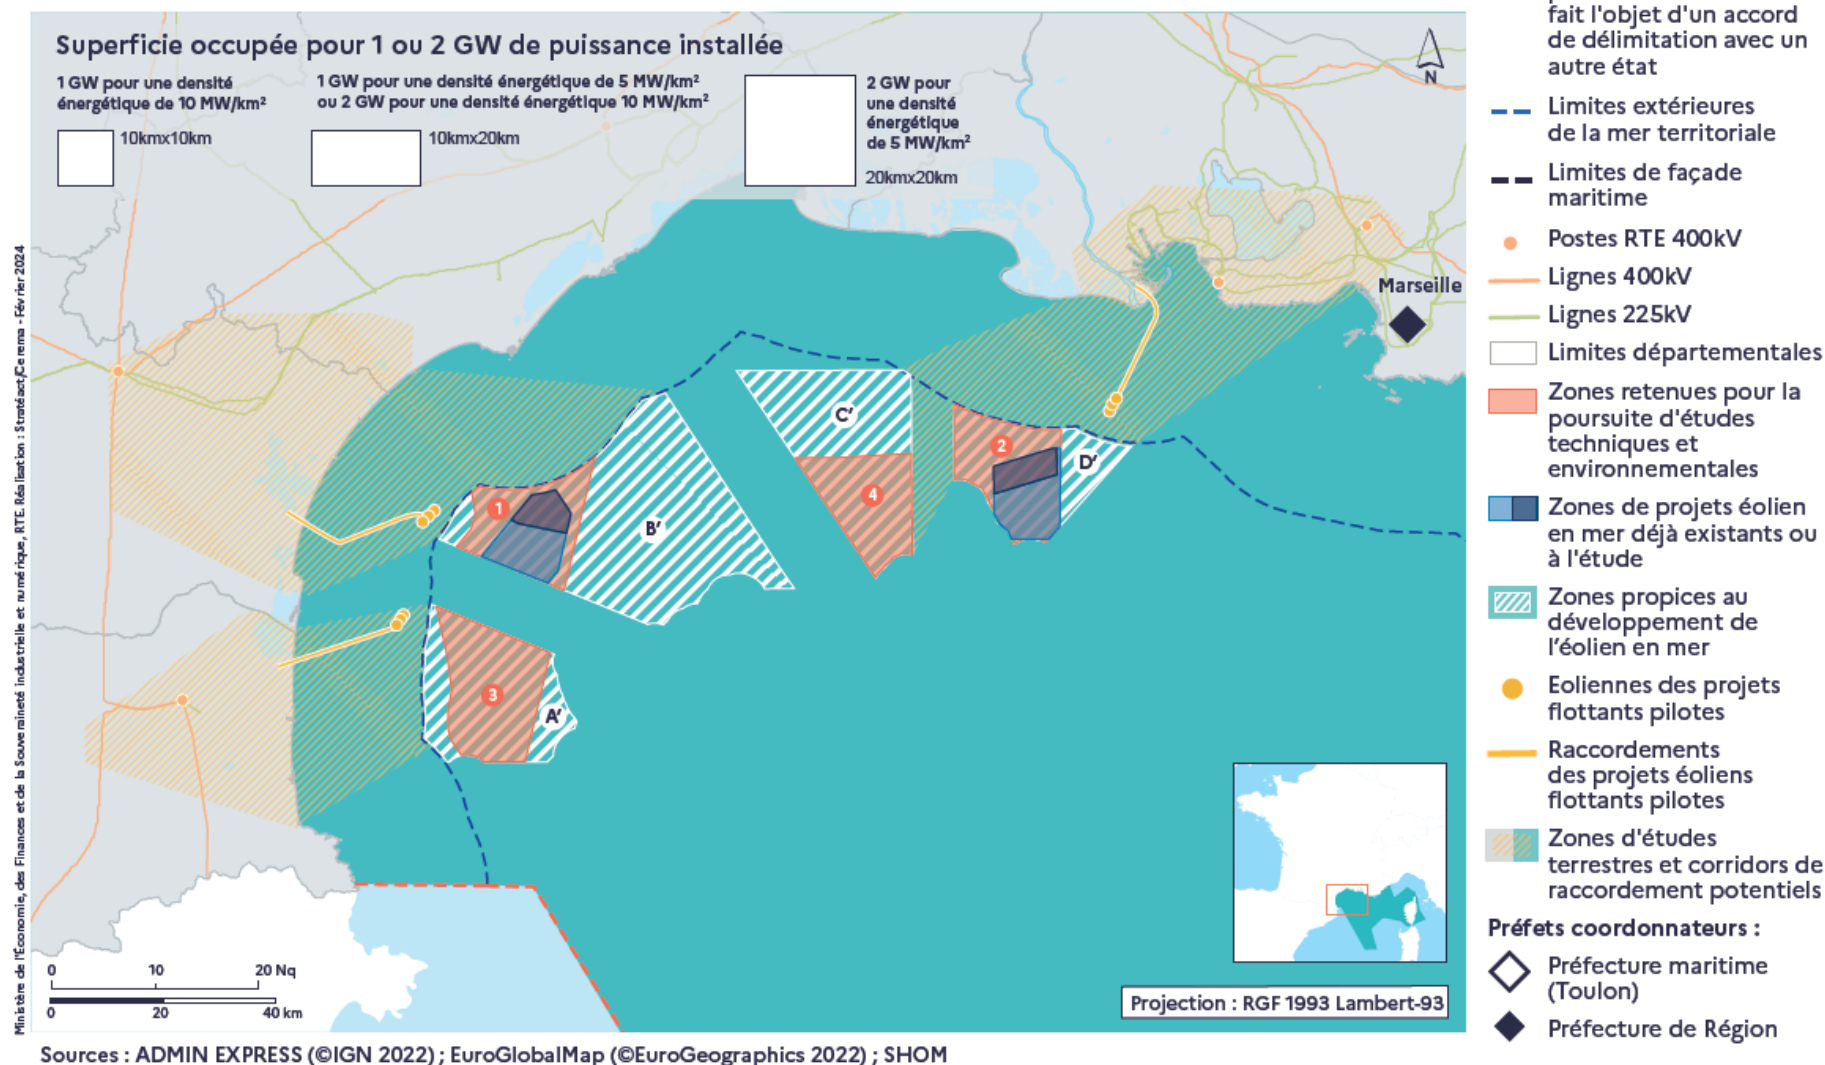 Superficie occupée pour 1 ou 2 GW de puissance installée
1 GW pour une densité
énergétique de 10 MW/km²
10kmx10km
1 GW pour une densité énergétique de 5 MW/km²
ou 2 GW pour une densité énergétique 10 MW/km²
10kmx20km
2 GW pour
une densité
énergétique
de 5 MW/km²
20kmx20km
N
Marseille
C'
2
D'
4
1
B'
3
A'
0 10 20 Nq
0 20 40 km
Projection : RGF 1993 Lambert-93
Ministère de l'Économie, des Finances et de la Souveraineté industrielle et numérique, RTE. Réalisation : Stratéact/Cerema - Février 2024
Sources : ADMIN EXPRESS (©IGN 2022) ; EuroGlobalMap (©EuroGeographics 2022) ; SHOM
fait l'objet d'un accord
de délimitation avec un
autre état
Limites extérieures
de la mer territoriale
Limites de façade
maritime
Postes RTE 400kV
Lignes 400kV
Lignes 225kV
Limites départementales
Zones retenues pour la
poursuite d'études
techniques et
environnementales
Zones de projets éolien
en mer déjà existants ou
à l'étude
Zones propices au
développement de
l'éolien en mer
Eoliennes des projets
flottants pilotes
Raccordements
des projets éoliens
flottants pilotes
Zones d'études
terrestres et corridors de
raccordement potentiels
Préfets coordonnateurs :
Préfecture maritime
(Toulon)
Préfecture de Région